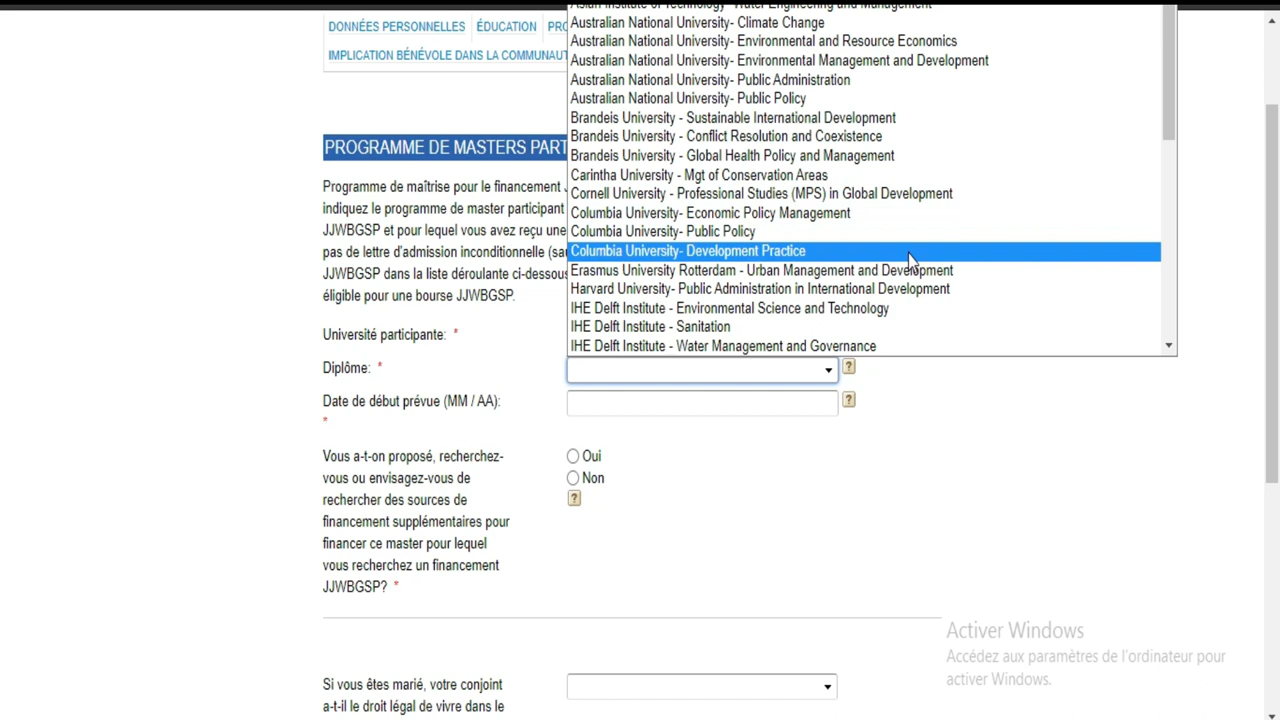 Asian Institute of Technology- Water Engineering and Management
DONNÉES PERSONNELLES ÉDUCATION
IMPLICATION BÉNÉVOLE DANS LA
Australian National University- Climate Change
Australian National University- Environmental and Resource Economics
Australian National University- Environmental Management and Development
Australian National University- Public Administration
Australian National University- Public Policy
Brandeis University - Sustainable International Development
Brandeis University - Conflict Resolution and Coexistence
Brandeis University - Global Health Policy and Management
Carintha University - Mgt of Conservation Areas
Cornell University - Professional Studies (MPS) in Global Development
Columbia University- Economic Policy Management
Columbia University- Public Policy
Columbia University- Development Practice
Erasmus University Rotterdam - Urban Management and Development
Harvard University- Public Administration in International Development
IHE Delft Institute - Environmental Science and Technology
IHE Delft Institute - Sanitation
IHE Delft Institute - Water Management and Governance
PROGRAMME DE MASTERS PART
Programme de maîtrise pour le financement
indiquez le programme de master participant
JJWBGSP et pour lequel vous avez reçu une
pas de lettre d'admission inconditionnelle
JJWBGSP dans la liste déroulante ci-dessous
éligible pour une bourse JJWBGSP.
Université participante: *
Diplôme: * ?
Date de début prévue (MM / AA): ?
*
Vous a-t-on proposé, recherchez- Oui
vous ou envisagez-vous de Non
rechercher des sources de ?
financement supplémentaires pour
financer ce master pour lequel
vous recherchez un financement
JJWBGSP? *
Si vous êtes marié, votre conjoint
a-t-il le droit légal de vivre dans le
Activer Windows
Accédez aux paramètres de l'ordinateur pour
activer Windows.